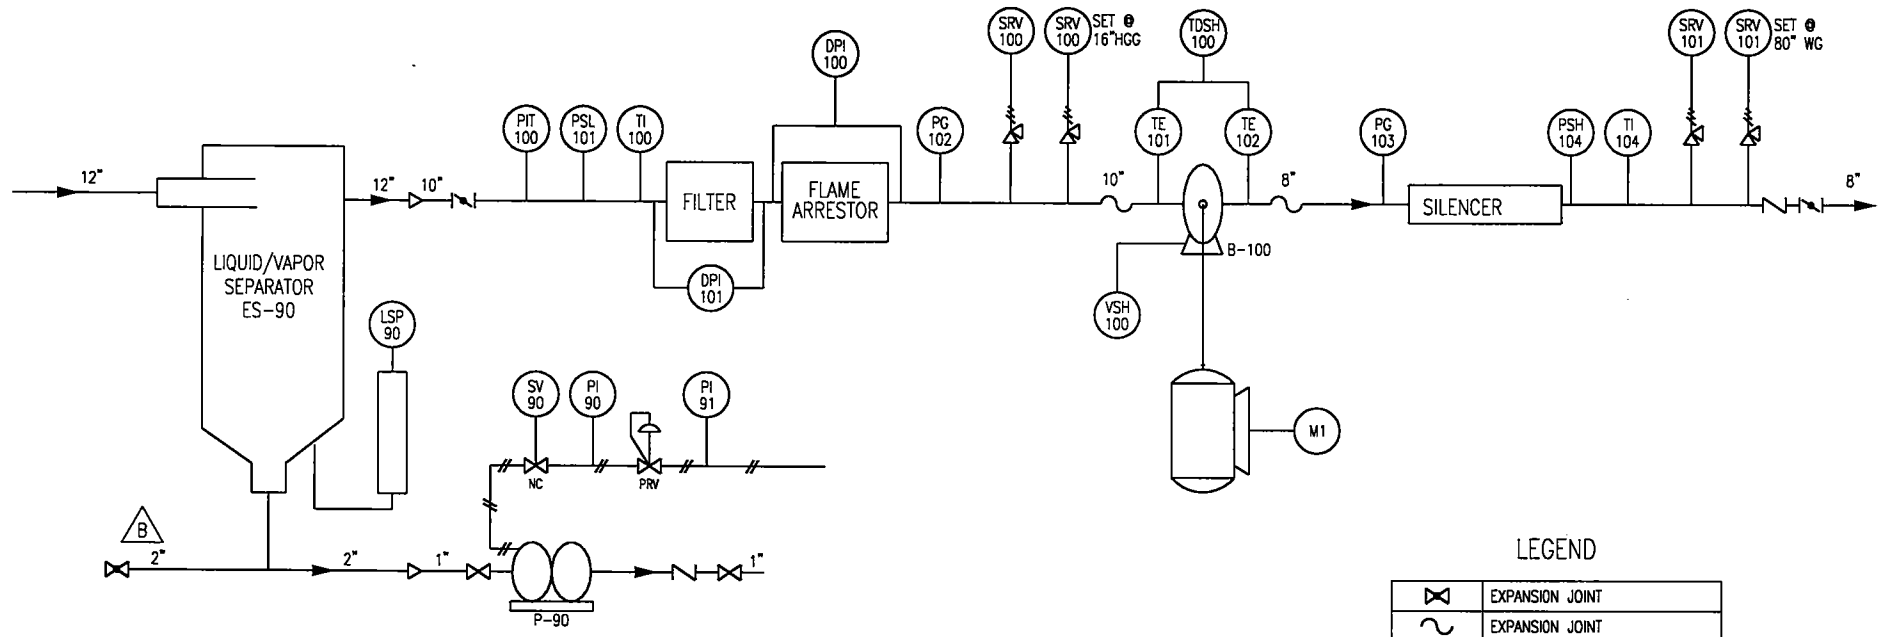 SRV
100
SRV
100
SET @
16"HGG
TDSH
100
SRV
101
SRV
101
SET @
80" WG
DPI
100
PIT
100
PSL
101
TI
100
PG
102
TE
101
TE
102
PG
103
PSH
104
TI
104
12"
12"
10"
FILTER
FLAME
ARRESTOR
10"
8"
SILENCER
8"
B-100
LIQUID/VAPOR
SEPARATOR
ES-90
DPI
101
VSH
100
LSP
90
SV
90
PI
90
PI
91
M1
NC
PRV
B
2"
2"
1"
1"
P-90
LEGEND
EXPANSION JOINT
EXPANSION JOINT